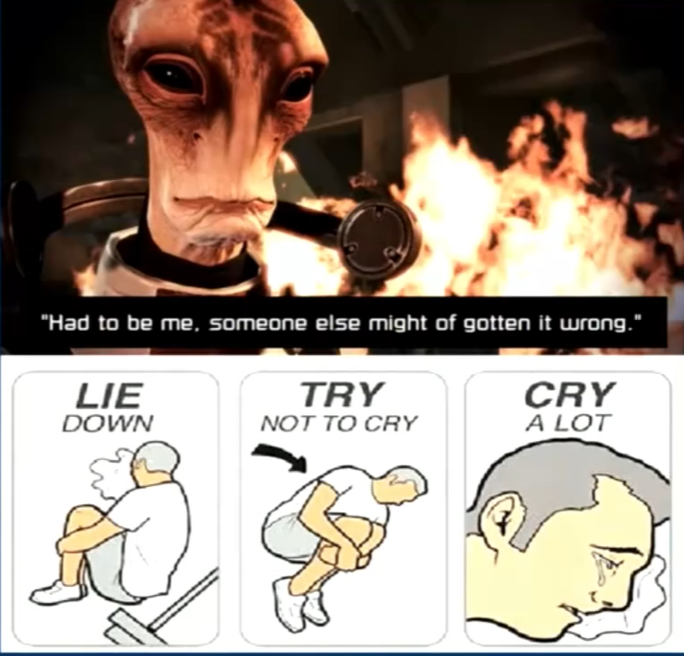 "Had to be me, someone else might of gotten it wrong."
LIE
DOWN
TRY
NOT TO CRY
CRY
A LOT